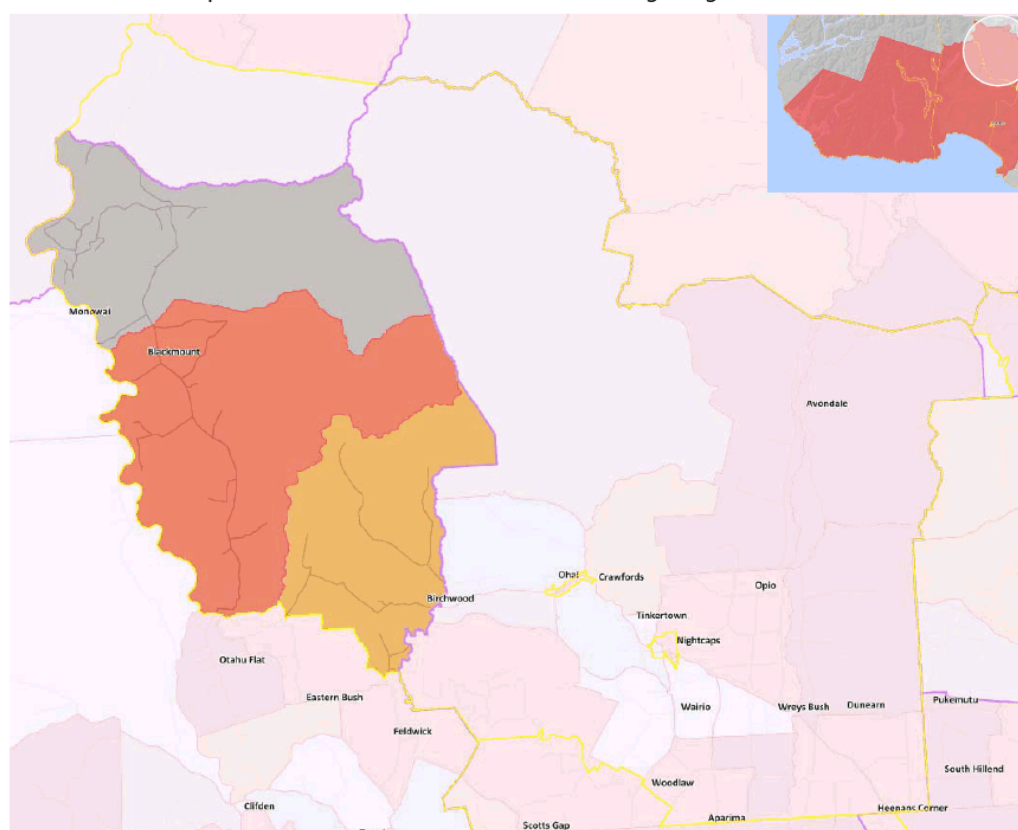 Monowai
Blackmount
Avondale
Ohai
Crawfords
Opio
Birchwood
Tinkertown
Nightcaps
Otahu Flat
Eastern Bush
Wairio
Wreys Bush
Dunearn
Pukemutu
Feldwick
South Hillend
Woodlaw
Clifden
Heenans Corner
Aparima
Scotts Gap